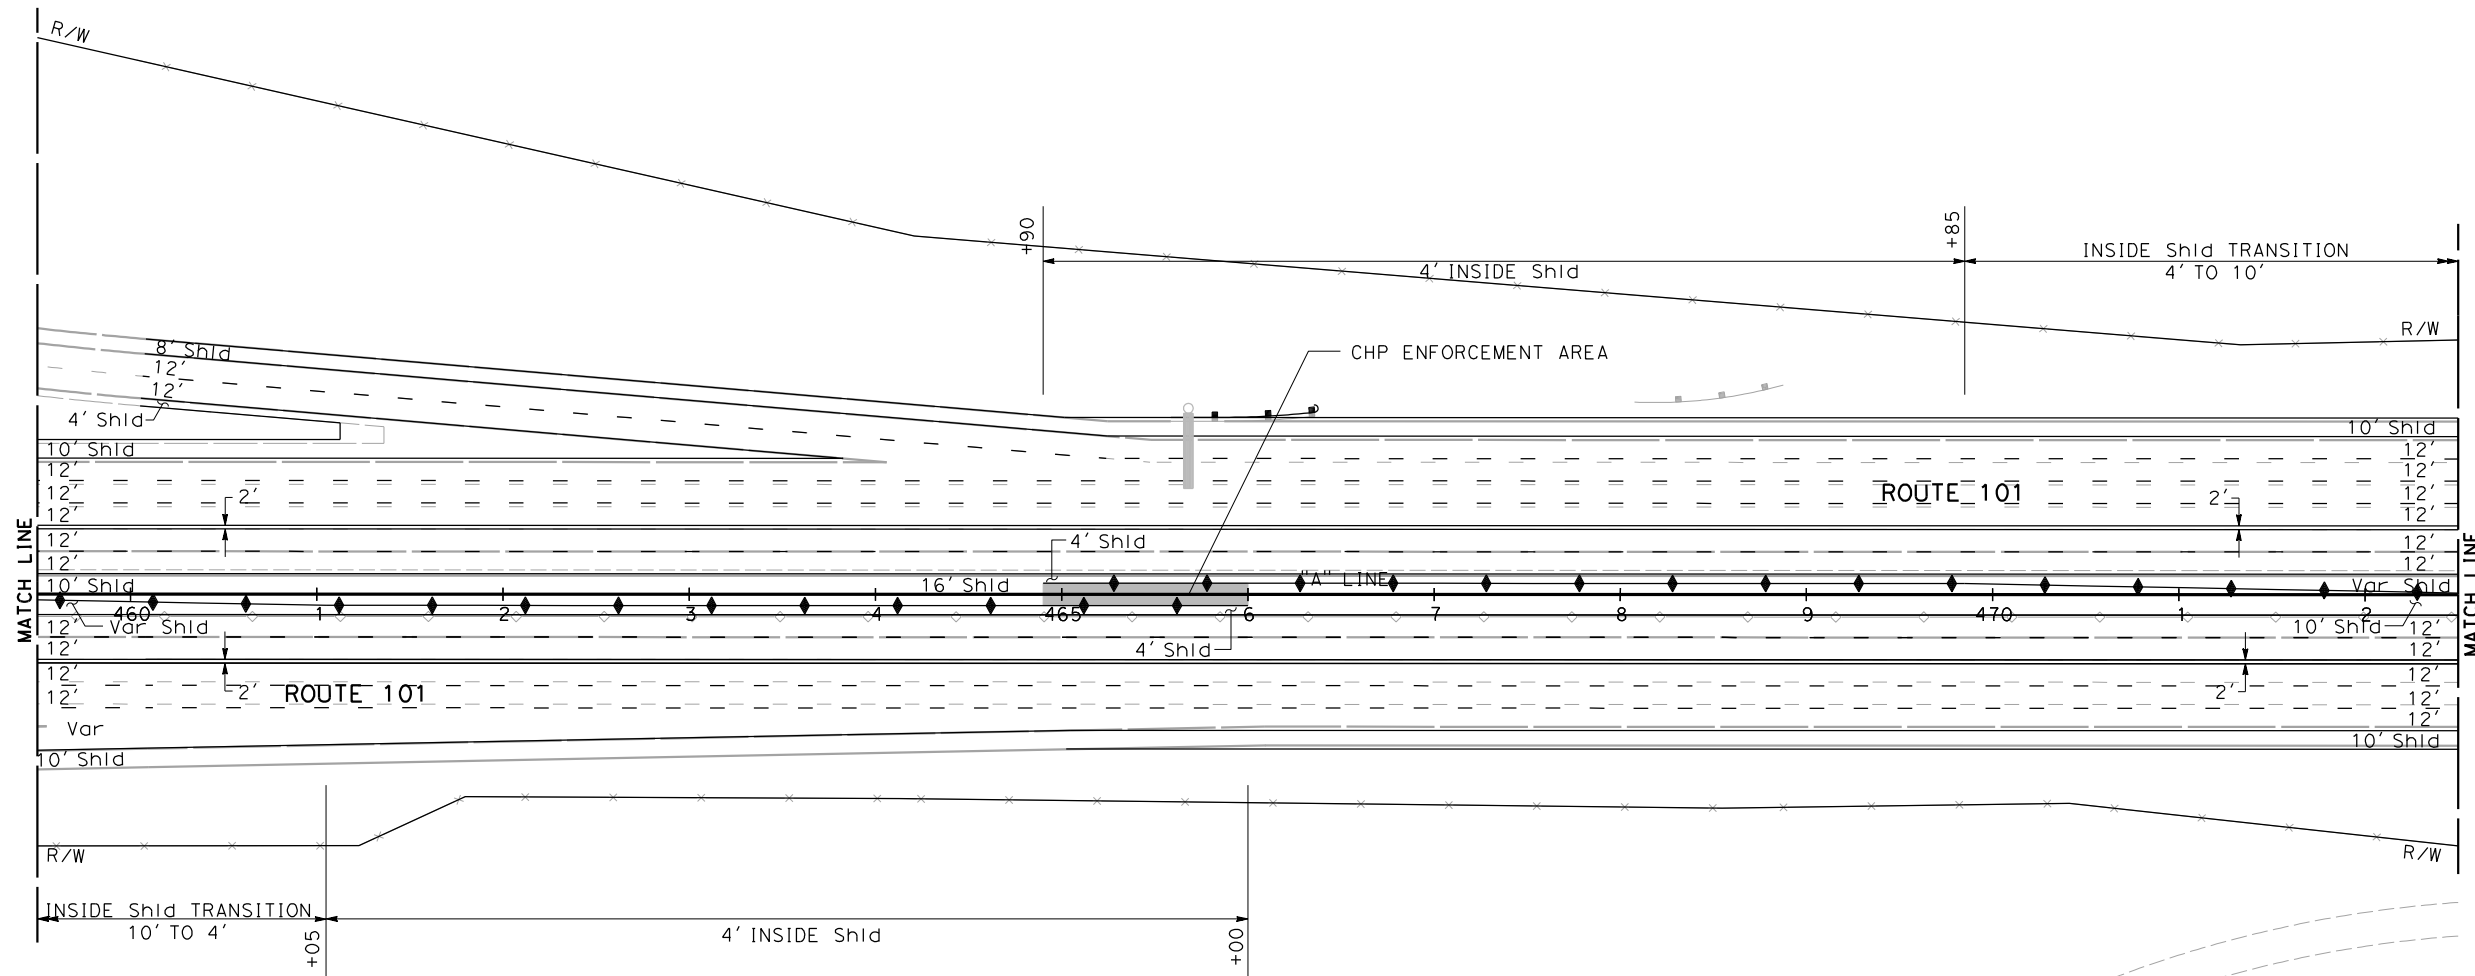 R/W
+90
+85
INSIDE Shld TRANSITION
4' INSIDE Shld
4' TO 10'
R/W
8' Shld
CHP ENFORCEMENT AREA
12'
12'
4' Shld
10' Shld
10' Shld
12'
12'
12'
12'
12'
ROUTE 101
12'
2'
2'
12'
12'
MATCH LINE
12'
4' Shld
12'
MATCH LINE
12'
12'
10' Shld
16' Shld
"A" LINE
Var Shld
460
1
2
3
4
465
6
7
8
9
470
1
2
12'
Var Shld
10' Shld
12'
12'
4' Shld
12'
12'
12'
12'
2'
ROUTE 101
2'
12'
Var
12'
10' Shld
10' Shld
R/W
R/W
INSIDE Shld TRANSITION
10' TO 4'
+05
4' INSIDE Shld
+00